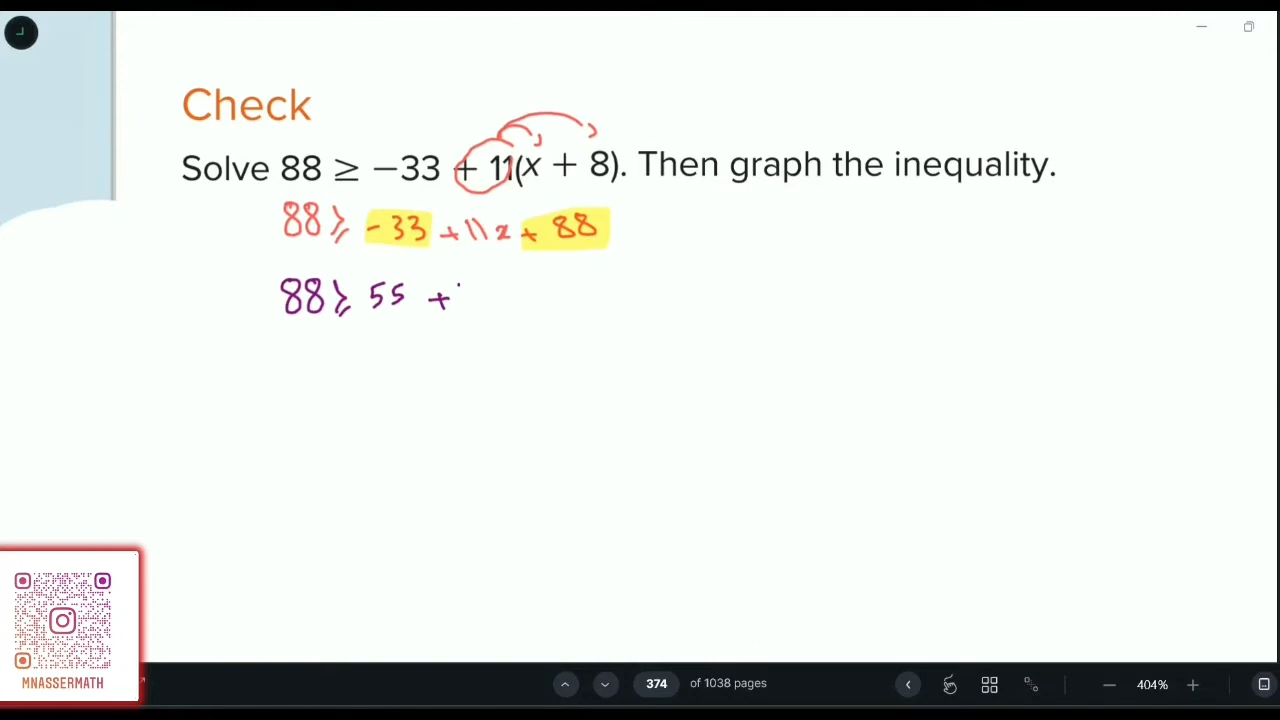 Check
Solve 88 ≥ −33 + 11(x + 8). Then graph the inequality.
88 ≥ -33 + 11x + 88
88 ≥ 55 +
MNASSERMATH
374 of 1038 pages
404%